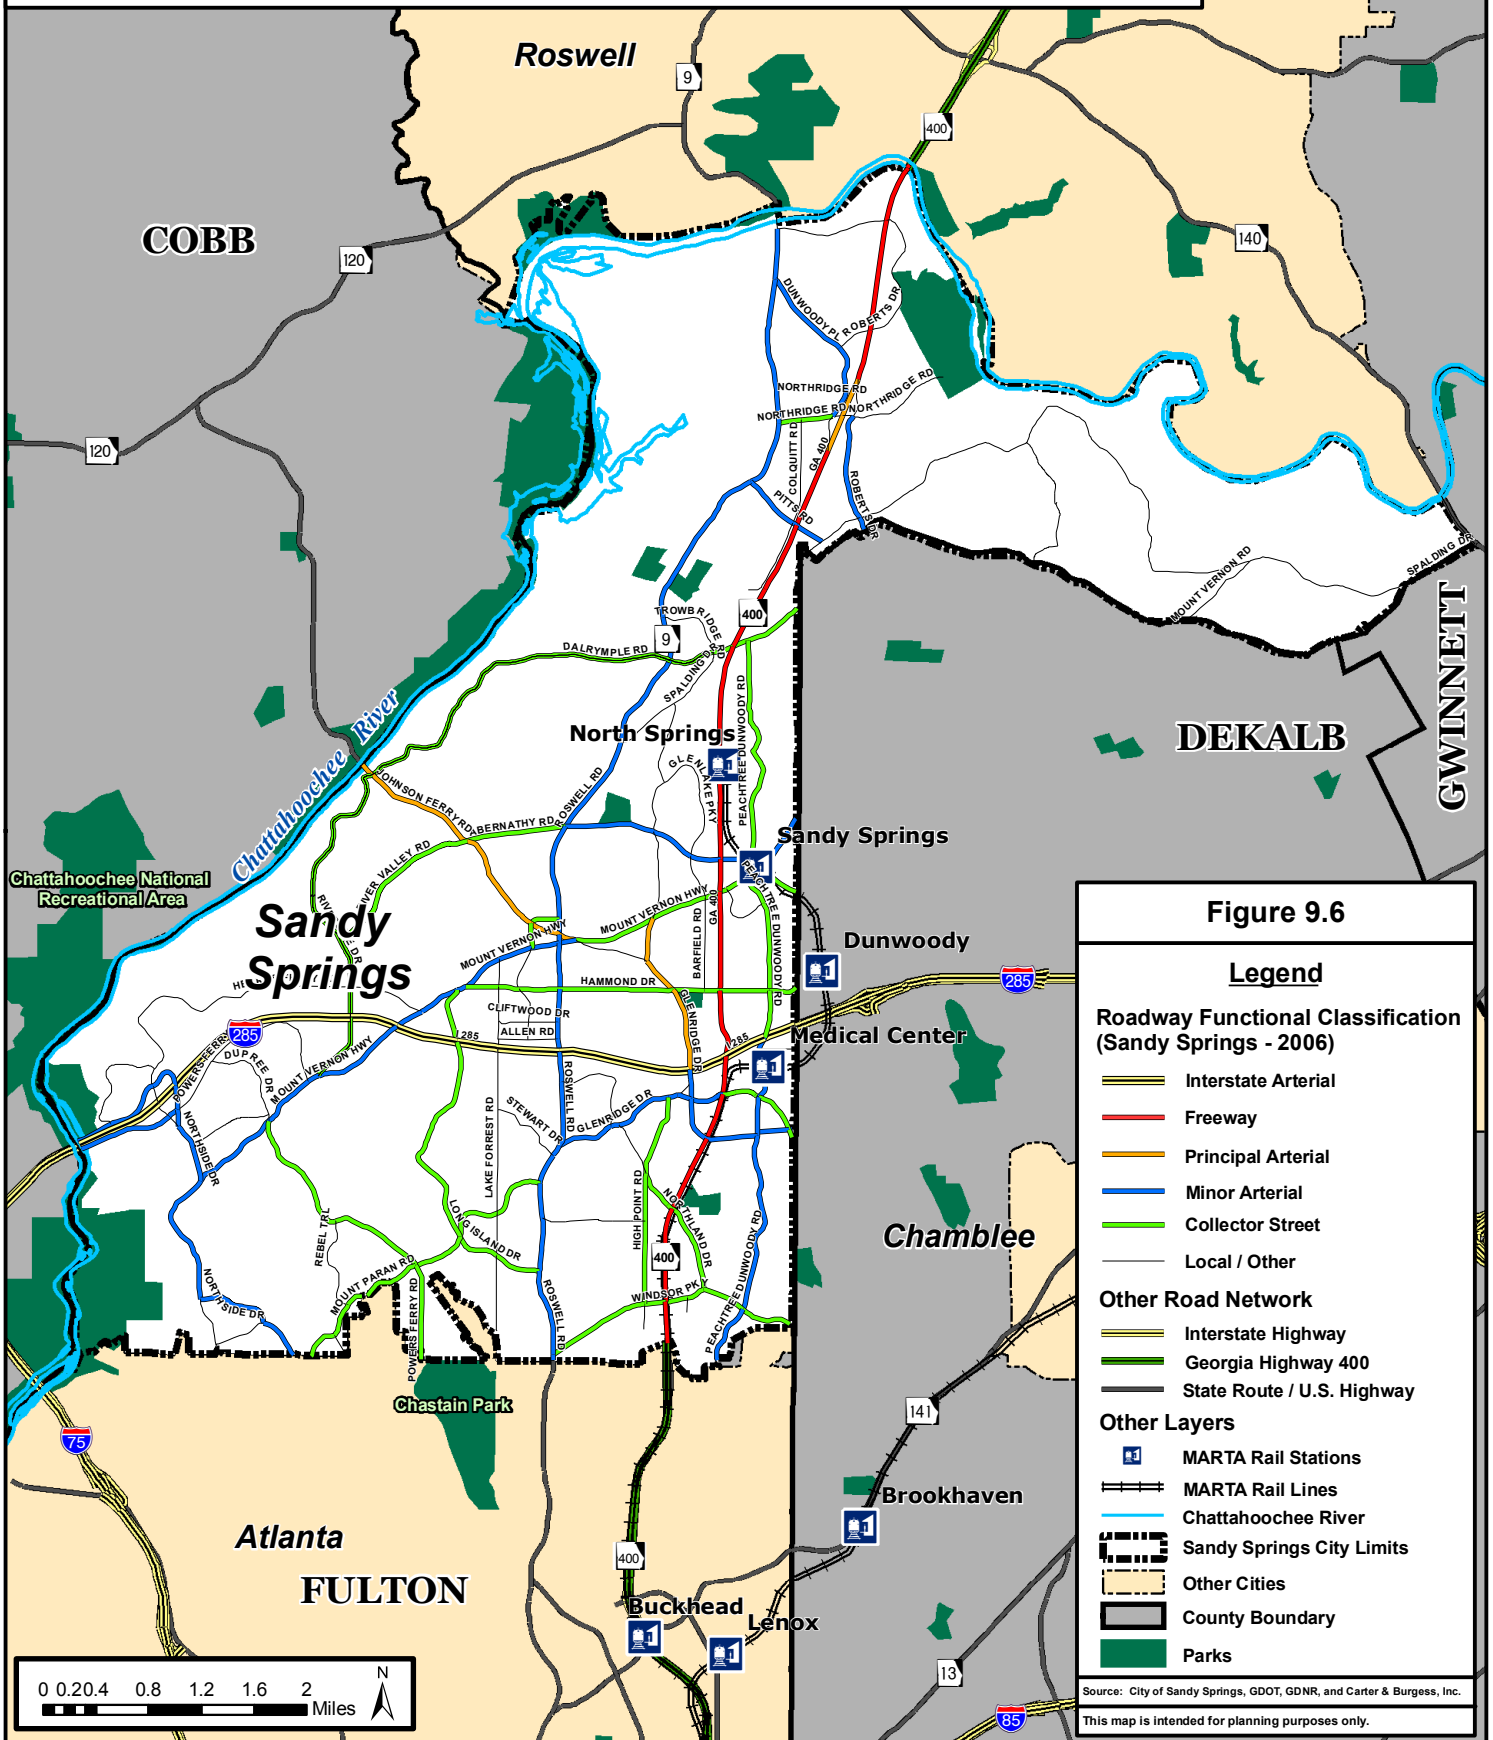 Roswell
9
400
COBB
120
140
DUNWOODY PL
ROBERTS DR
NORTHRIDGE RD
NORTHRIDGE RD
NORTHRIDGE RD
120
COLQUITT RD
GA 400
PITTS RD
ROBERTS DR
SPALDING DR
MOUNT VERNON RD
TROWBRIDGE RD
400
9
DALRYMPLE RD
SPALDING DR
GWINNETT
Chattahoochee River
North Springs
PEACHTREE DUNWOODY RD
DEKALB
GLENLAKE PKY
JOHNSON FERRY RD
ABERNATHY RD
ROSWELL RD
Sandy Springs
RIVER VALLEY RD
Chattahoochee National
Recreational Area
PEACHTREE DUNWOODY RD
Sandy
Springs
MOUNT VERNON HWY
MOUNT VERNON HWY
GA 400
BARFIELD RD
Dunwoody
HAMMOND DR
285
CLIFTWOOD DR
ALLEN RD
GLENRIDGE DR
285
I 285
I 285
Medical Center
POWERS FERRY
DUPREE DR
MOUNT VERNON HWY
ROSWELL RD
STEWART DR
GLENRIDGE DR
LAKE FORREST RD
NORTHSIDE DR
HIGH POINT RD
NORTHLAND DR
REBEL TRL
LONG ISLAND DR
PEACHTREE DUNWOODY RD
Chamblee
400
MOUNT PARAN RD
NORTHSIDE DR
POWERS FERRY RD
ROSWELL RD
WINDSOR PKY
Chastain Park
75
141
Brookhaven
Atlanta
FULTON
400
Buckhead
Lenox
13
85
N
0 0.2 0.4 0.8 1.2 1.6 2
Miles
Figure 9.6
Legend
Roadway Functional Classification
(Sandy Springs - 2006)
Interstate Arterial
Freeway
Principal Arterial
Minor Arterial
Collector Street
Local / Other
Other Road Network
Interstate Highway
Georgia Highway 400
State Route / U.S. Highway
Other Layers
MARTA Rail Stations
MARTA Rail Lines
Chattahoochee River
Sandy Springs City Limits
Other Cities
County Boundary
Parks
Source: City of Sandy Springs, GDOT, GDNR, and Carter & Burgess, Inc.
This map is intended for planning purposes only.